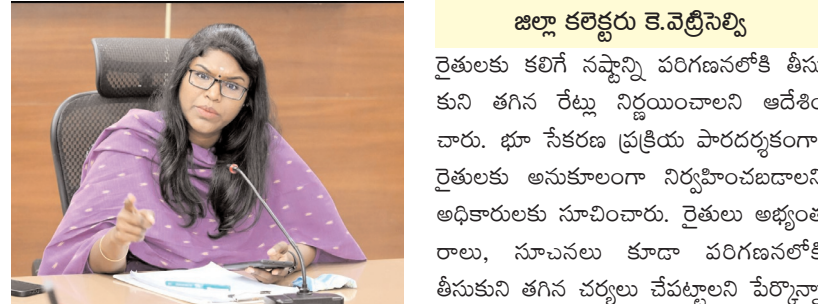 జిల్లా కలెక్టరు కె.వెట్రిసెల్వి
రైతులకు కలిగే నష్టాన్ని పరిగణనలోకి తీసు
కుని తగిన రేట్లు నిర్ణయించాలని ఆదేశిం
చారు. భూ సేకరణ ప్రక్రియ పారదర్శకంగా,
రైతులకు అనుకూలంగా నిర్వహించబడాలని
అధికారులకు సూచించారు. రైతులు అభ్యంత
రాలు, సూచనలు కూడా పరిగణనలోకి
తీసుకుని తగిన చర్యలు చేపట్టాలని పేర్కొన్నా